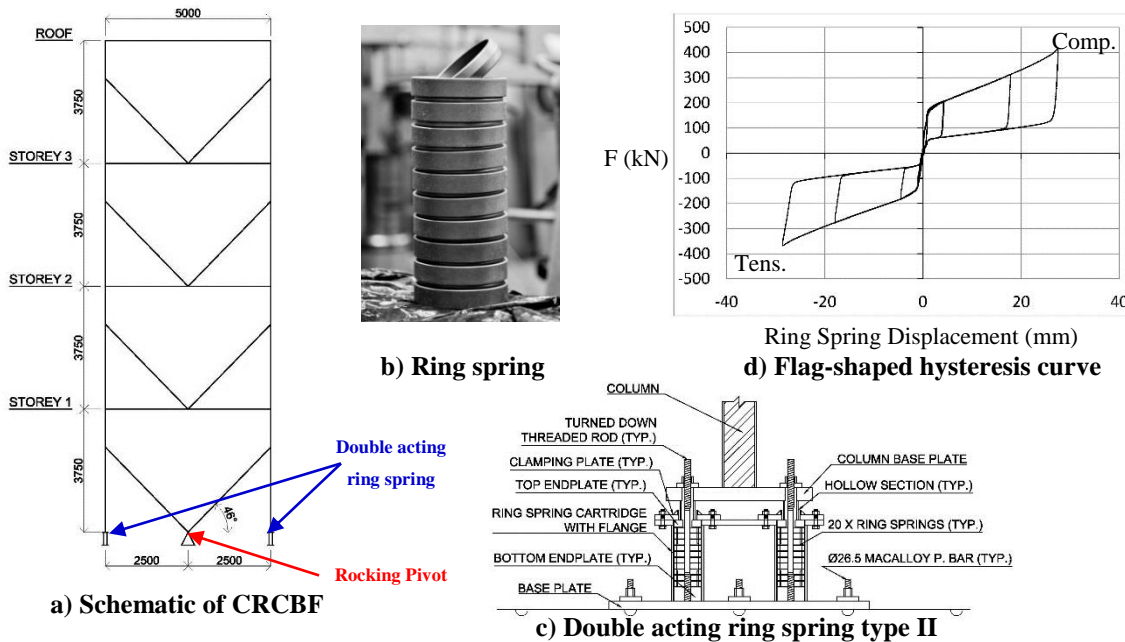 5000
ROOF
3750
STOREY 3
3750
STOREY 2
3750
STOREY 1
3750
46°
2500
2500
Double acting
ring spring
Rocking Pivot
a) Schematic of CRCBF
b) Ring spring
500
400
300
200
100
0
-100
-200
-300
-400
-500
F (kN)
Comp.
Tens.
-40
-20
0
20
40
Ring Spring Displacement (mm)
d) Flag-shaped hysteresis curve
COLUMN
TURNED DOWN
THREADED ROD (TYP.)
CLAMPING PLATE (TYP.)
TOP ENDPLATE (TYP.)
RING SPRING CARTRIDGE
WITH FLANGE
BOTTOM ENDPLATE (TYP.)
BASE PLATE
COLUMN BASE PLATE
HOLLOW SECTION (TYP.)
20 X RING SPRINGS (TYP.)
Ø26.5 MACALLOY P. BAR (TYP.)
c) Double acting ring spring type II